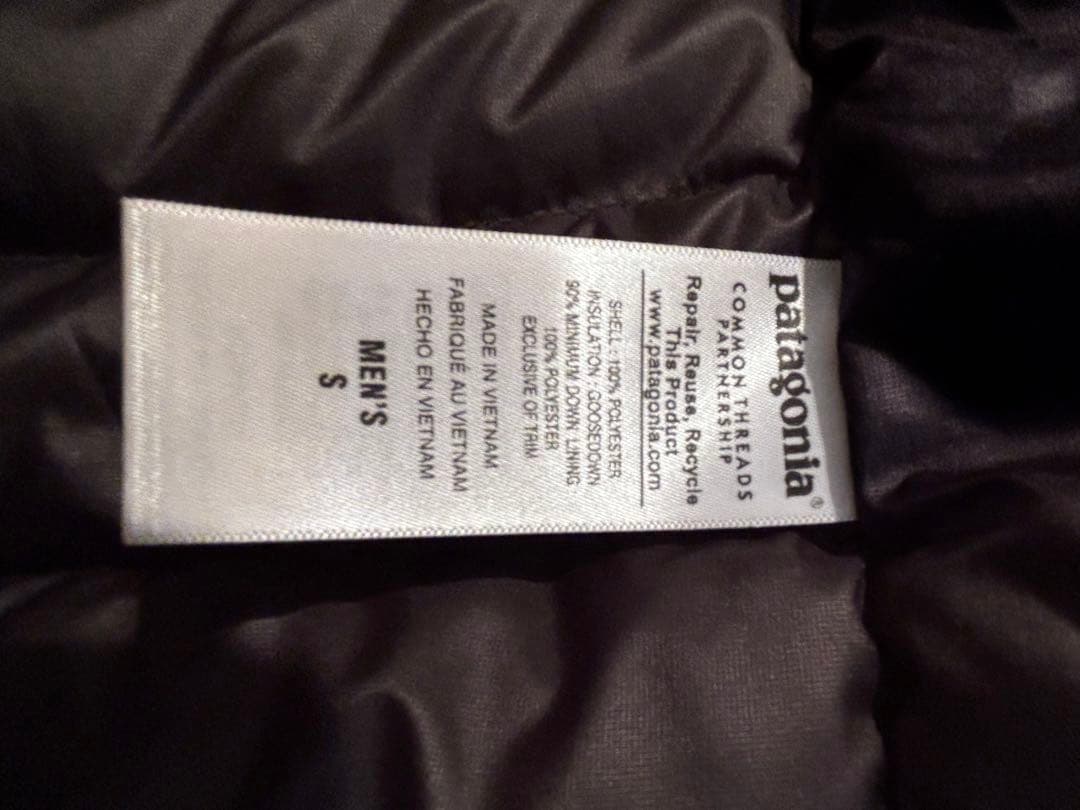 patagonia®
COMMON THREADS
PARTNERSHIP
Repair, Reuse, Recycle
This Product
www.patagonia.com
SHELL : 100% POLYESTER
INSULATION : GOOSEDOWN
90% MINIMUM DOWN LINING :
100% POLYESTER
EXCLUSIVE OF TRIM
MADE IN VIETNAM
FABRIQUÉ AU VIETNAM
HECHO EN VIETNAM
MEN'S
S